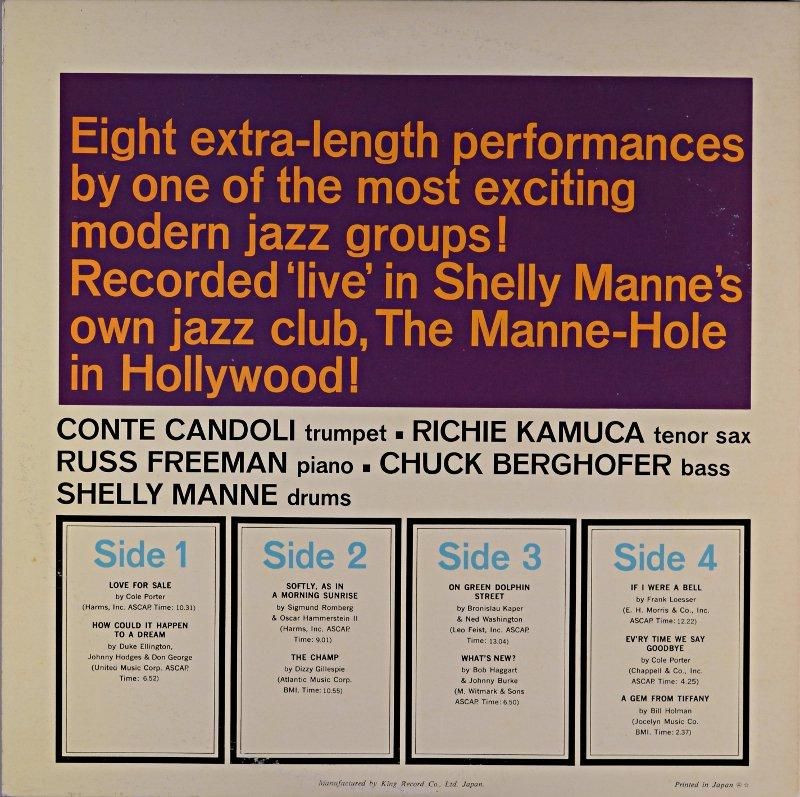 Eight extra-length performances
by one of the most exciting
modern jazz groups!
Recorded 'live' in Shelly Manne's
own jazz club, The Manne-Hole
in Hollywood!
CONTE CANDOLI trumpet ▪ RICHIE KAMUCA tenor sax
RUSS FREEMAN piano ▪ CHUCK BERGHOFER bass
SHELLY MANNE drums
Side 1
LOVE FOR SALE
by Cole Porter
(Harms, Inc. ASCAP. Time: 10.31)
HOW COULD IT HAPPEN
TO A DREAM
by Duke Ellington,
Johnny Hodges & Don George
(United Music Corp. ASCAP.
Time: 6.52)
Side 2
SOFTLY, AS IN
A MORNING SUNRISE
by Sigmund Romberg
& Oscar Hammerstein II
(Harms, Inc. ASCAP.
Time: 9.01)
THE CHAMP
by Dizzy Gillespie
(Atlantic Music Corp.
BMI. Time: 10.55)
Side 3
ON GREEN DOLPHIN
STREET
by Bronislau Kaper
& Ned Washington
(Leo Feist, Inc. ASCAP.
Time: 13.04)
WHAT'S NEW?
by Bob Haggart
& Johnny Burke
(M. Witmark & Sons
ASCAP. Time: 6.50)
Side 4
IF I WERE A BELL
by Frank Loesser
(E. H. Morris & Co., Inc.
ASCAP. Time: 12.22)
EV'RY TIME WE SAY
GOODBYE
by Cole Porter
(Chappell & Co., Inc.
ASCAP. Time: 4.25)
A GEM FROM TIFFANY
by Bill Holman
(Jocelyn Music Co.
BMI. Time: 2.37)
Manufactured by King Record Co., Ltd. Japan.
Printed in Japan